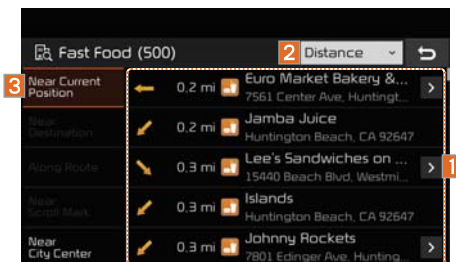 Fast Food (500)
2
Distance
3
Near Current
Position
0.2 mi
Euro Market Bakery &...
7561 Center Ave, Huntingt...
Near
Destination
0.2 mi
Jamba Juice
Huntington Beach, CA 92647
Along Route
0.3 mi
Lee's Sandwiches on ...
15440 Beach Blvd, Westmi...
1
Near
Scroll Mark
0.3 mi
Islands
Huntington Beach, CA 92647
Near
City Center
0.3 mi
Johnny Rockets
7801 Edinger Ave, Hunting...